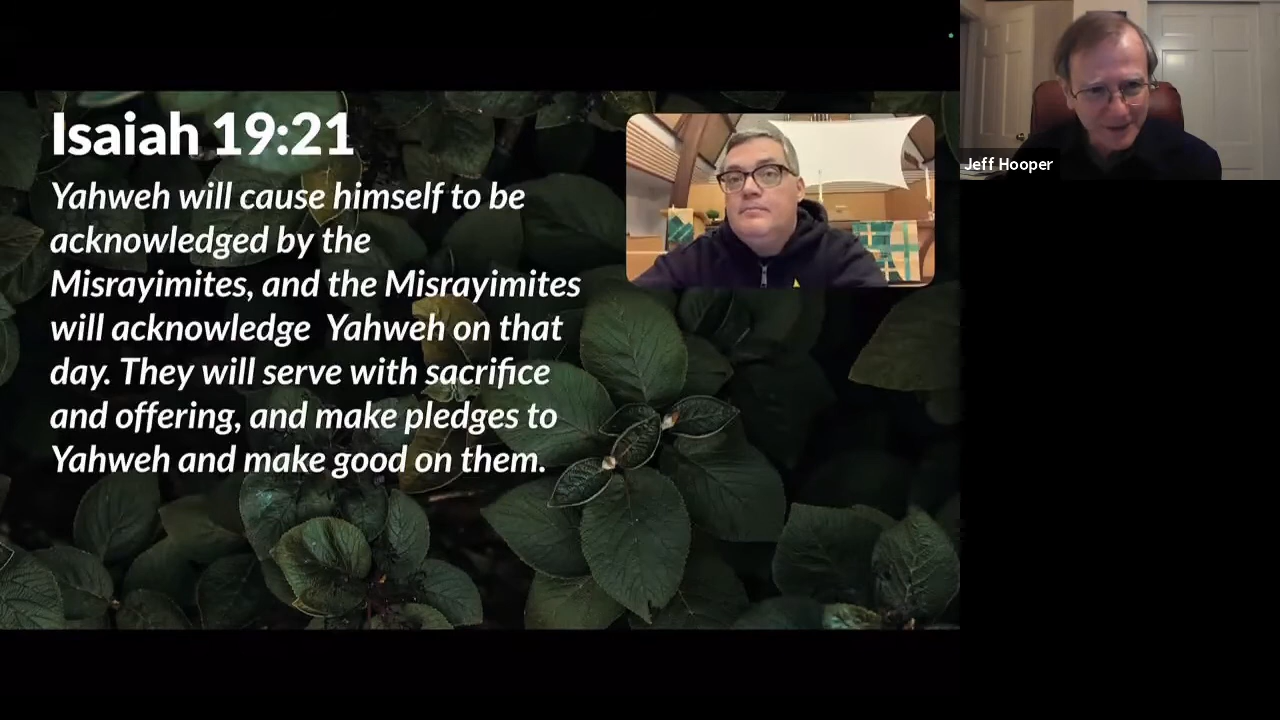 Isaiah 19:21
Yahweh will cause himself to be
acknowledged by the
Misrayimites, and the Misrayimites
will acknowledge  Yahweh on that
day. They will serve with sacrifice
and offering, and make pledges to
Yahweh and make good on them.
Jeff Hooper